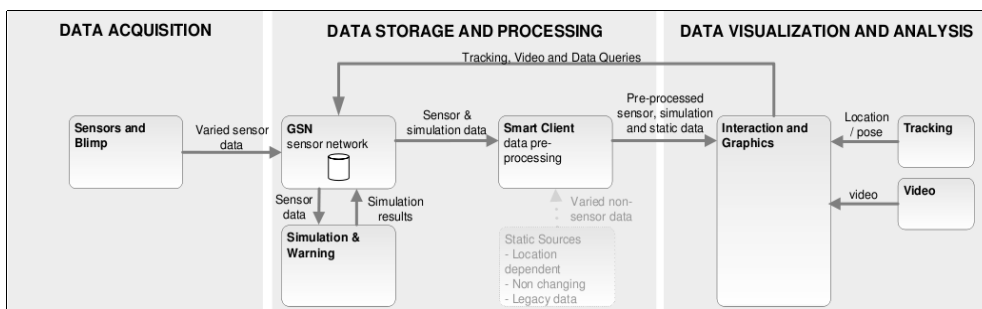 DATA ACQUISITION
DATA STORAGE AND PROCESSING
DATA VISUALIZATION AND ANALYSIS
Tracking, Video and Data Queries
Sensors and
Blimp
Varied sensor
data
GSN
sensor network
Sensor &
simulation data
Smart Client
data pre-
processing
Pre-processed
sensor, simulation
and static data
Interaction and
Graphics
Location
/ pose
Tracking
video
Video
Sensor
data
Simulation
results
Simulation &
Warning
Varied non-
sensor data
Static Sources
- Location
dependent
- Non changing
- Legacy data